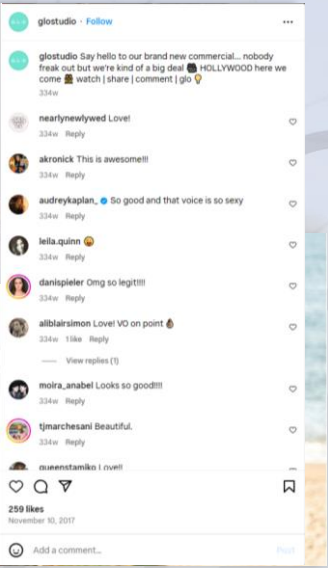 glostudio • Follow
glostudio Say hello to our brand new commercial... nobody
freak out but we're kind of a big deal 🎬 HOLLYWOOD here we
come watch | share | comment | glo 💡
334w
nearlynewlywed Love!
334w Reply
akronick This is awesome!!!
334w Reply
audreykaplan_ So good and that voice is so sexy
334w Reply
leila.quinn 😍
334w Reply
danispieler Omg so legit!!!!
334w Reply
aliblairsimon Love! VO on point 👌🏾
334w 1 like Reply
View replies (1)
moira_anabel Looks so good!!!!
334w Reply
tjmarchesani Beautiful.
334w Reply
queenstamiko Love!!
259 likes
November 10, 2017
Add a comment...
Post